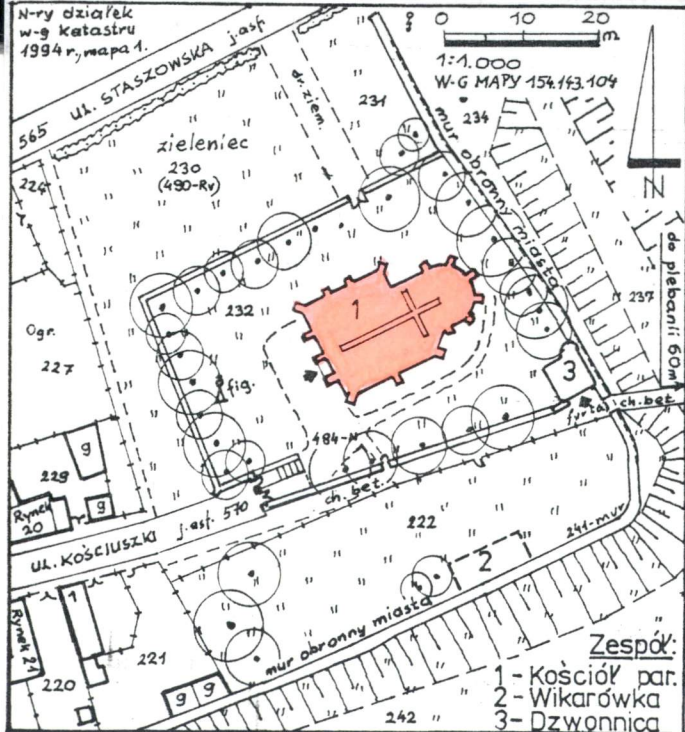 N-ry działek
w-g katastru
1994 r., mapa 1.
0 10 20
m
1:1.000
W-G MAPY 154.143.104
N
565 ul. STASZOWSKA j.asf
dr. ziem.
231
234
mur obronny miasta
zieleniec
230
(490-Rv)
224
232
1
237
do plebanii 60m
Ogr.
227
fig.
3
furta
ch. bet.
484-N
g
229
g
Rynek
20
ch. bet.
j.asf. 570
ul. KOŚCIUSZKI
222
241-mur
2
1
Rynek 21
mur obronny miasta
221
220
g g
242
Zespół:
1 - Kościół par.
2 - Wikarówka
3 - Dzwonnica